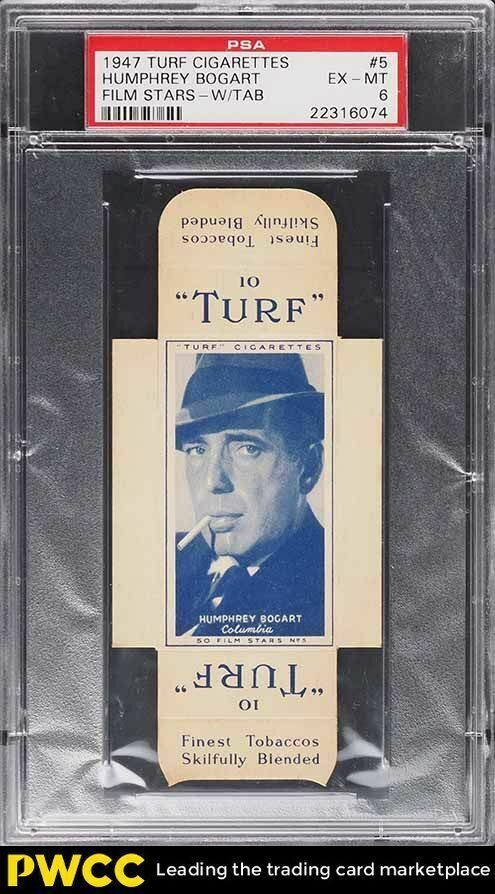 PSA
1947 TURF CIGARETTES #5
HUMPHREY BOGART EX - MT
FILM STARS - W/TAB 6
22316074
Finest Tobaccos
Skilfully Blended
10
"TURF"
"TURF" CIGARETTES
HUMPHREY BOGART
Columbia
50 FILM STARS Nº5
"TURF"
10
Finest Tobaccos
Skilfully Blended
PWCC Leading the trading card marketplace